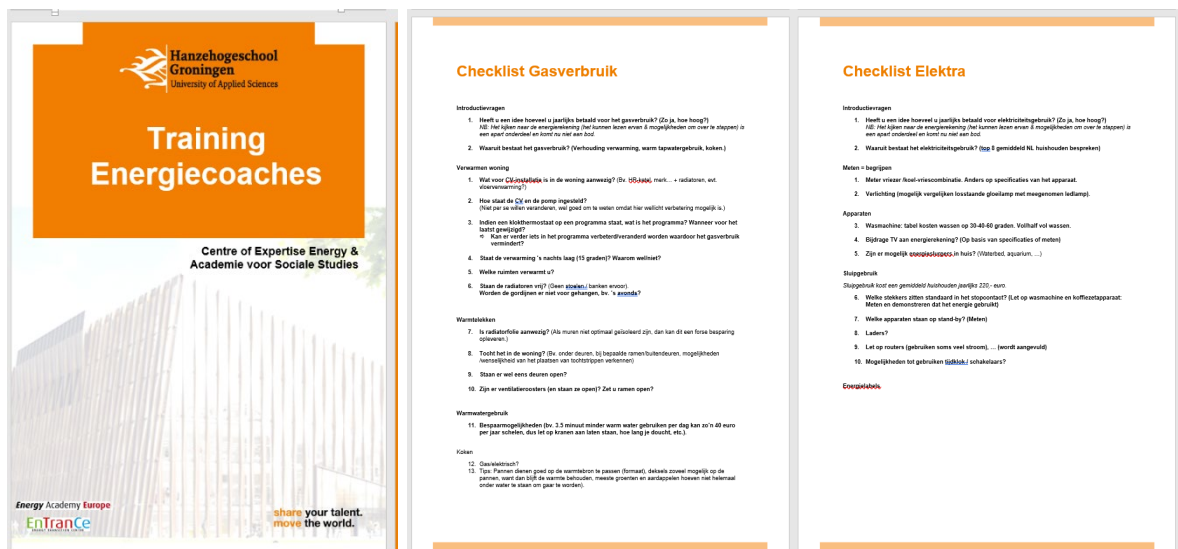 Hanzehogeschool
Groningen
University of Applied Sciences
Training
Energiecoaches
Centre of Expertise Energy &
Academie voor Sociale Studies
Energy Academy Europe
EnTranCe
share your talent.
move the world.
Checklist Gasverbruik
Introductievragen
1. Heeft u een idee hoeveel u jaarlijks betaald voor het gasverbruik? (Zo ja, hoe hoog?)
NB: Het kijken naar de energierekening (het kunnen lezen ervan & mogelijkheden om over te stappen) is
een apart onderdeel en komt nu niet aan bod.
2. Waaruit bestaat het gasverbruik? (Verhouding verwarming, warm tapwatergebruik, koken.)
Verwarmen woning
1. Wat voor CV-installatie is in de woning aanwezig? (Bv. HR-ketel, merk... + radiatoren, evt.
vloerverwarming?)
2. Hoe staat de CV en de pomp ingesteld?
(Niet per se willen veranderen, wel goed om te weten omdat hier wellicht verbetering mogelijk is.)
3. Indien een klokthermostaat op een programma staat, wat is het programma? Wanneer voor het
laatst gewijzigd?
Kan er verder iets in het programma verbeterd/veranderd worden waardoor het gasverbruik
vermindert?
4. Staat de verwarming 's nachts laag (15 graden)? Waarom wel/niet?
5. Welke ruimten verwarmt u?
6. Staan de radiatoren vrij? (Geen stoelen / banken ervoor).
Worden de gordijnen er niet voor gehangen, bv. 's avonds?
Warmtelekken
7. Is radiatorfolie aanwezig? (Als muren niet optimaal geïsoleerd zijn, dan kan dit een forse besparing
opleveren.)
8. Tocht het in de woning? (Bv. onder deuren, bij bepaalde ramen/buitendeuren, mogelijkheden
/wenselijkheid van het plaatsen van tochtstrippen verkennen)
9. Staan er wel eens deuren open?
10. Zijn er ventilatieroosters (en staan ze open)? Zet u ramen open?
Warmwatergebruik
11. Bespaarmogelijkheden (bv. 3.5 minuut minder warm water gebruiken per dag kan zo'n 40 euro
per jaar schelen, dus let op kranen aan laten staan, hoe lang je doucht, etc.).
Koken
12. Gas/elektrisch?
13. Tips: Pannen dienen goed op de warmtebron te passen (formaat), deksels zoveel mogelijk op de
pannen, want dan blijft de warmte behouden, meeste groenten en aardappelen hoeven niet helemaal
onder water te staan om gaar te worden).
Checklist Elektra
Introductievragen
1. Heeft u een idee hoeveel u jaarlijks betaald voor elektriciteitsgebruik? (Zo ja, hoe hoog?)
NB: Het kijken naar de energierekening (het kunnen lezen ervan & mogelijkheden om over te stappen) is
een apart onderdeel en komt nu niet aan bod.
2. Waaruit bestaat het elektriciteitsgebruik? (top 8 gemiddeld NL huishouden bespreken)
Meten = begrijpen
1. Meter vriezer /koel-vriescombinatie. Anders op specificaties van het apparaat.
2. Verlichting (mogelijk vergelijken losstaande gloeilamp met meegenomen ledlamp).
Apparaten
3. Wasmachine: tabel kosten wassen op 30-40-60 graden. Vol/half vol wassen.
4. Bijdrage TV aan energierekening? (Op basis van specificaties of meten)
5. Zijn er mogelijk energieslurpers in huis? (Waterbed, aquarium, ...)
Sluipgebruik
Sluipgebruik kost een gemiddeld huishouden jaarlijks 220,- euro.
6. Welke stekkers zitten standaard in het stopcontact? (Let op wasmachine en koffiezetapparaat:
Meten en demonstreren dat het energie gebruikt)
7. Welke apparaten staan op stand-by? (Meten)
8. Laders?
9. Let op routers (gebruiken soms veel stroom), ... (wordt aangevuld)
10. Mogelijkheden tot gebruiken tijdklok / schakelaars?
Energielabels